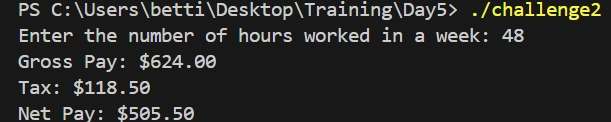 PS C:\Users\betti\Desktop\Training\Day5> ./challenge2
Enter the number of hours worked in a week: 48
Gross Pay: $624.00
Tax: $118.50
Net Pay: $505.50